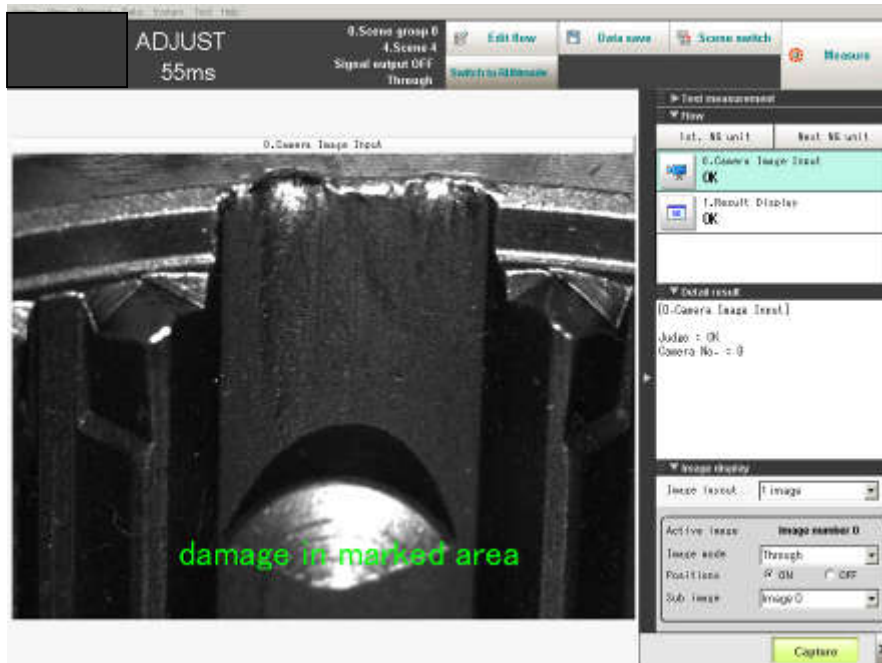 ADJUST
55ms
0.Scene group 0
4.Scene 4
Signal output OFF
Through
Edit flow
Data save
Scene switch
Measure
Switch to
0.Camera Image Input
damage in marked area
Test measurement
Flow
1st. NG unit
Next NG unit
0.Camera Image Input
OK
1.Result Display
OK
Detail result
[0.Camera Image Input]
Judge : OK
Camera No. : 0
Image display
Image layout
1 image
Active image
Image number 0
Image mode
Through
Positions
ON
OFF
Sub image
Image 0
Capture